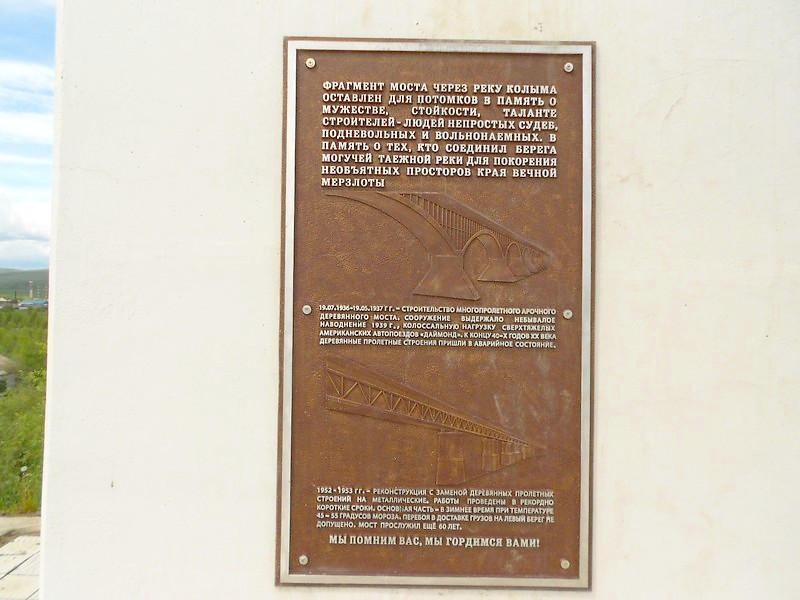 ФРАГМЕНТ МОСТА ЧЕРЕЗ РЕКУ КОЛЫМА
ОСТАВЛЕН ДЛЯ ПОТОМКОВ В ПАМЯТЬ О
МУЖЕСТВЕ, СТОЙКОСТИ, ТАЛАНТЕ
СТРОИТЕЛЕЙ-ЛЮДЕЙ НЕПРОСТЫХ СУДЕБ,
ПОДНЕВОЛЬНЫХ И ВОЛЬНОНАЕМНЫХ. В
ПАМЯТЬ О ТЕХ, КТО СОЕДИНИЛ БЕРЕГА
МОГУЧЕЙ ТАЕЖНОЙ РЕКИ ДЛЯ ПОКОРЕНИЯ
НЕОБЪЯТНЫХ ПРОСТОРОВ КРАЯ ВЕЧНОЙ
МЕРЗЛОТЫ
19.07.1936-19.05.1937 Г Г. – СТРОИТЕЛЬСТВО МНОГОПРОЛЕТНОГО АРОЧНОГО
ДЕРЕВЯННОГО МОСТА. СООРУЖЕНИЕ ВЫДЕРЖАЛО НЕБЫВАЛОЕ
НАВОДНЕНИЕ 1939 Г., КОЛОССАЛЬНУЮ НАГРУЗКУ СВЕРХТЯЖЕЛЫХ
АМЕРИКАНСКИХ АВТОПОЕЗДОВ «ДАЙМОНД». К КОНЦУ 40-Х ГОДОВ XX ВЕКА
ДЕРЕВЯННЫЕ ПРОЛЕТНЫЕ СТРОЕНИЯ ПРИШЛИ В АВАРИЙНОЕ СОСТОЯНИЕ.
1952 - 1953 ГГ. – РЕКОНСТРУКЦИЯ С ЗАМЕНОЙ ДЕРЕВЯННЫХ ПРОЛЕТНЫХ
СТРОЕНИЙ НА МЕТАЛЛИЧЕСКИЕ. РАБОТЫ ПРОВЕДЕНЫ В РЕКОРДНО
КОРОТКИЕ СРОКИ. ОСНОВНАЯ ЧАСТЬ – В ЗИМНЕЕ ВРЕМЯ ПРИ ТЕМПЕРАТУРЕ
45 – 55 ГРАДУСОВ МОРОЗА. ПЕРЕБОЯ В ДОСТАВКЕ ГРУЗОВ НА ЛЕВЫЙ БЕРЕГ НЕ
ДОПУЩЕНО. МОСТ ПРОСЛУЖИЛ ЕЩЁ 60 ЛЕТ.
МЫ ПОМНИМ ВАС, МЫ ГОРДИМСЯ ВАМИ!